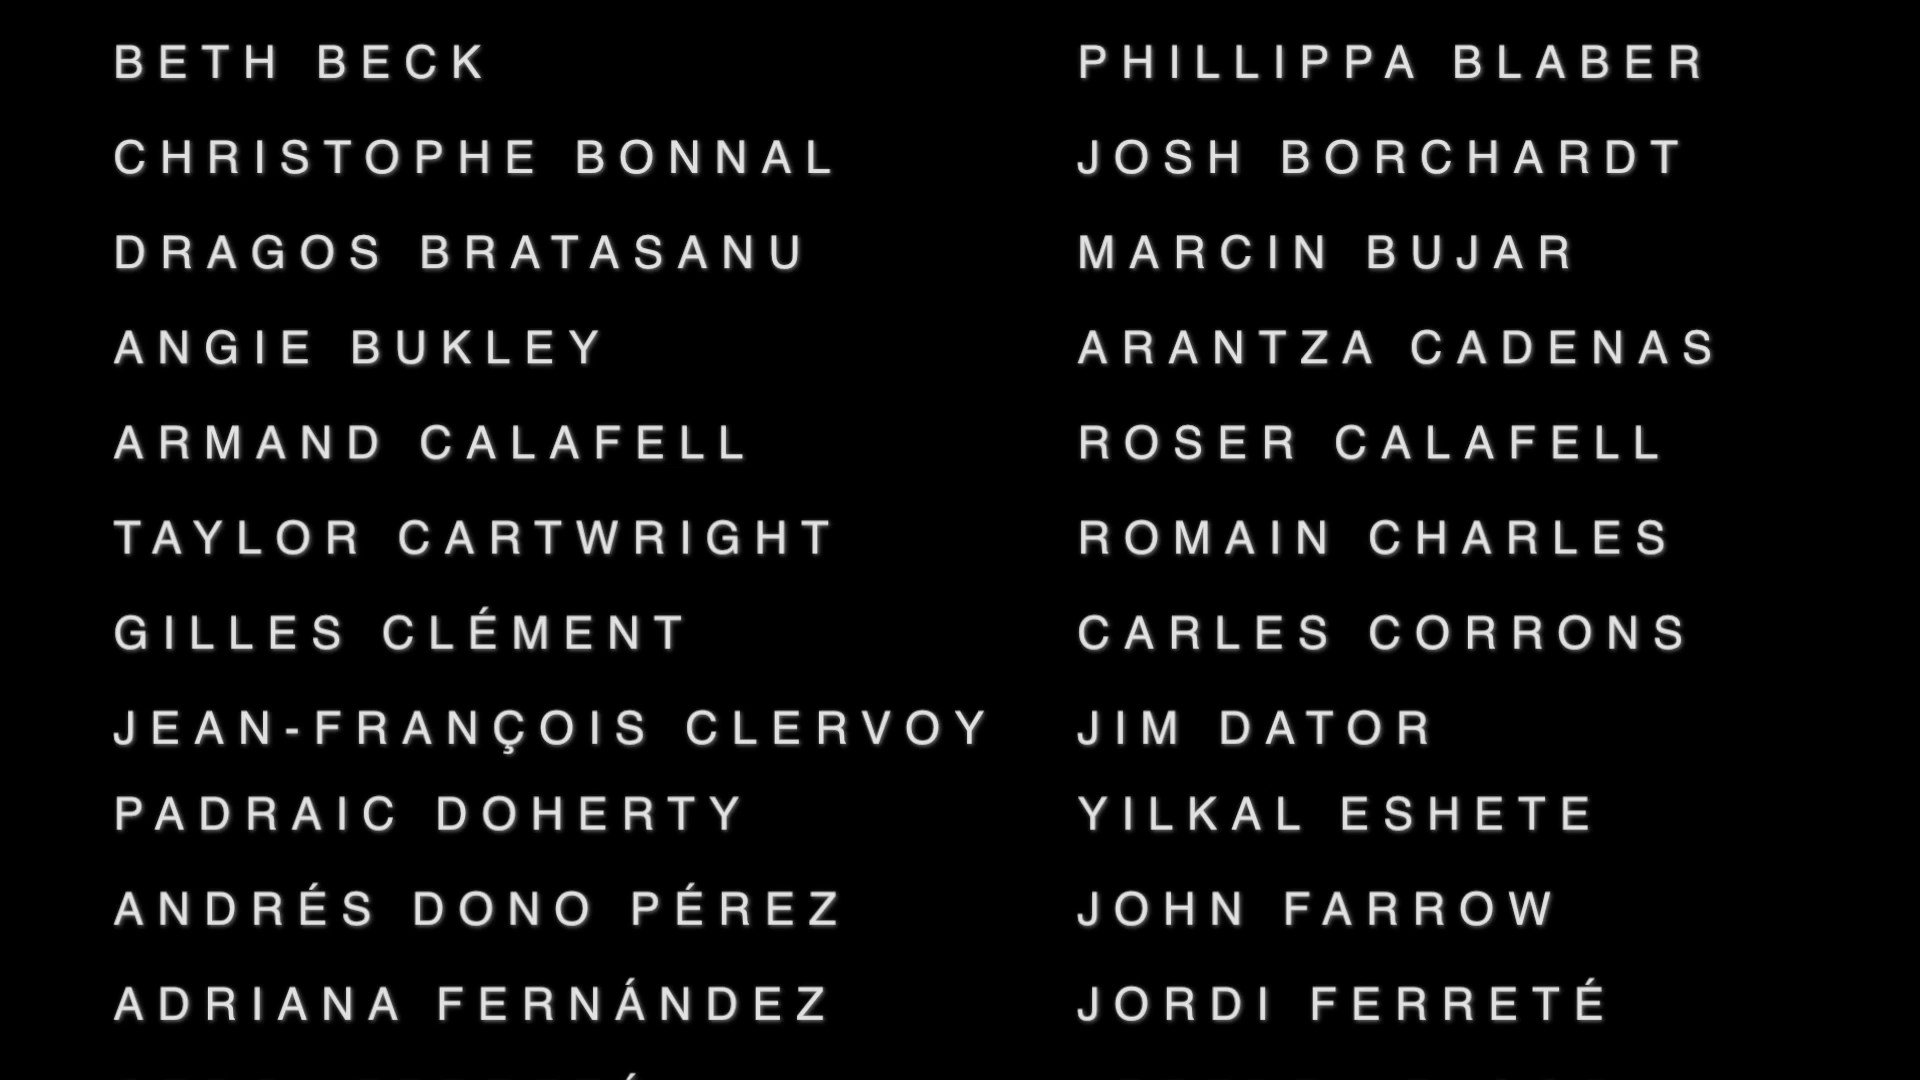 BETH BECK PHILLIPPA BLABER
CHRISTOPHE BONNAL JOSH BORCHARDT
DRAGOS BRATASANU MARCIN BUJAR
ANGIE BUKLEY ARANTZA CADENAS
ARMAND CALAFELL ROSER CALAFELL
TAYLOR CARTWRIGHT ROMAIN CHARLES
GILLES CLÉMENT CARLES CORRONS
JEAN-FRANÇOIS CLERVOY JIM DATOR
PADRAIC DOHERTY YILKAL ESHETE
ANDRÉS DONO PÉREZ JOHN FARROW
ADRIANA FERNÁNDEZ JORDI FERRETÉ